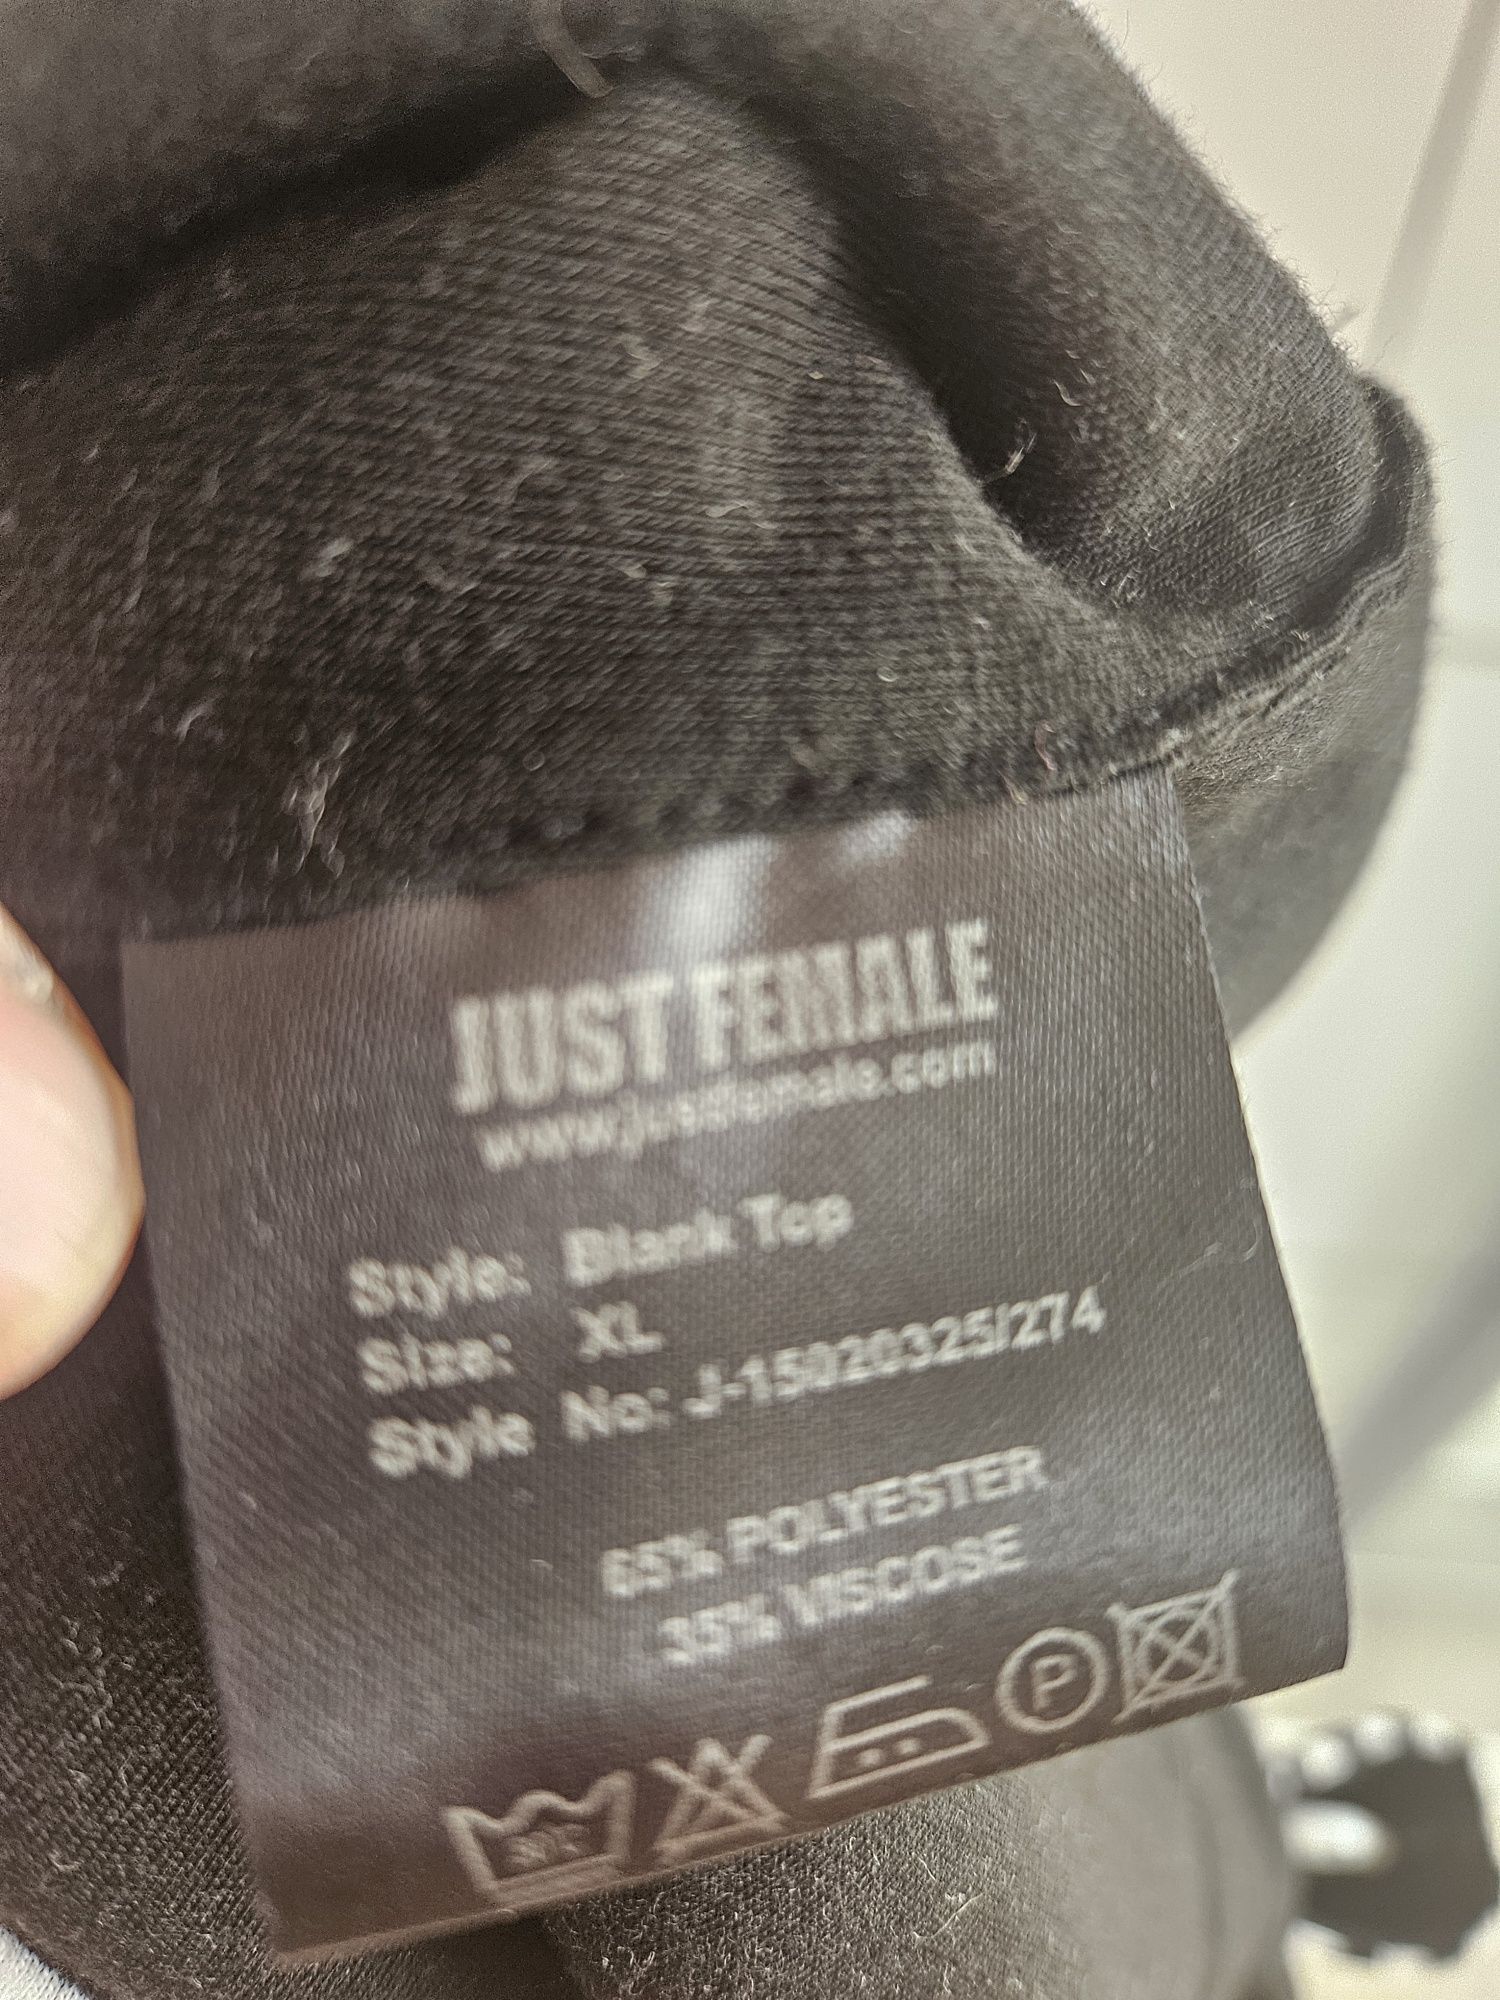 JUST FEMALE
www.justfemale.com
Style: Blank Top
Size: XL
Style No: J-15020325/274
65% POLYESTER
35% VISCOSE
P